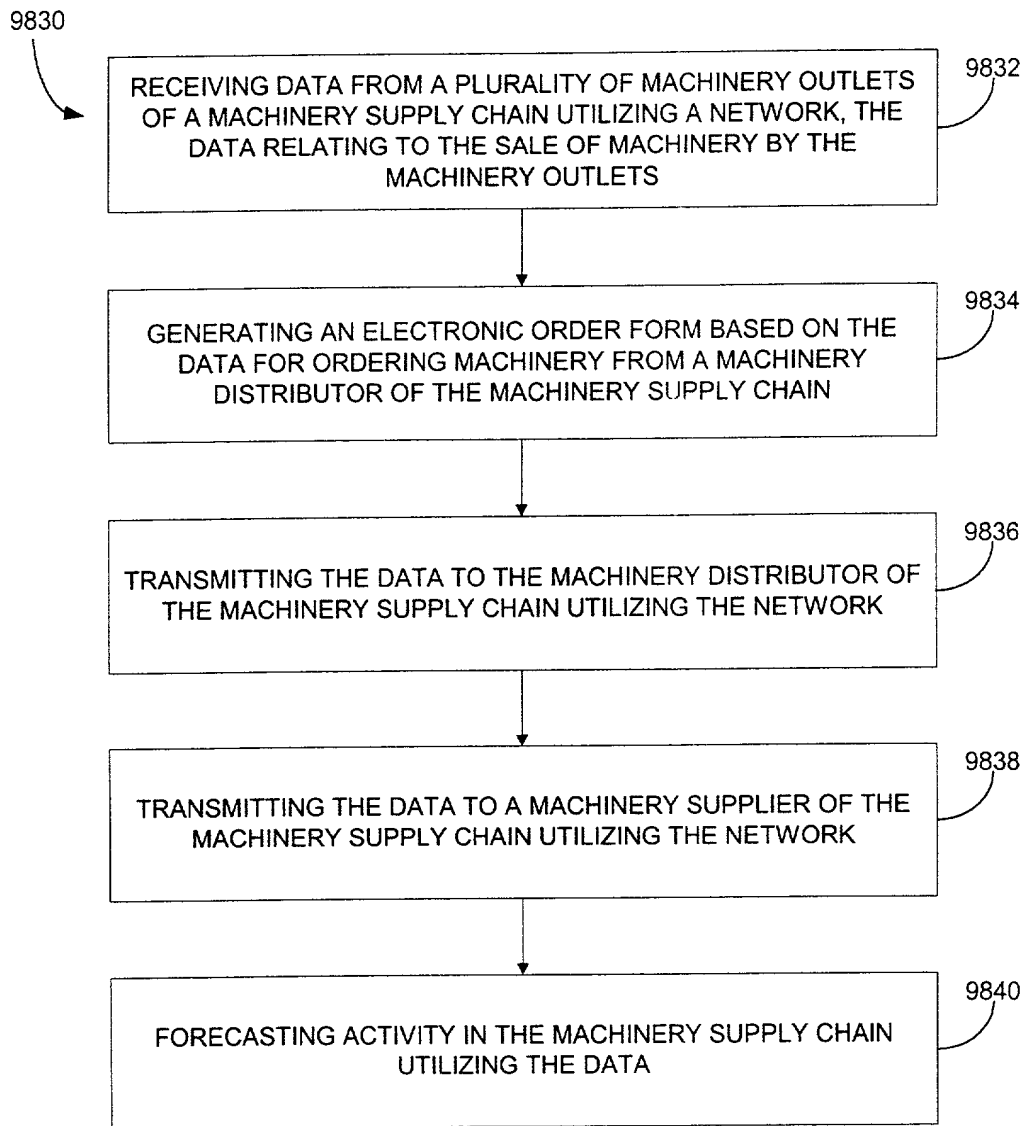 9830
RECEIVING DATA FROM A PLURALITY OF MACHINERY OUTLETS
OF A MACHINERY SUPPLY CHAIN UTILIZING A NETWORK, THE
DATA RELATING TO THE SALE OF MACHINERY BY THE
MACHINERY OUTLETS
9832
GENERATING AN ELECTRONIC ORDER FORM BASED ON THE
DATA FOR ORDERING MACHINERY FROM A MACHINERY
DISTRIBUTOR OF THE MACHINERY SUPPLY CHAIN
9834
TRANSMITTING THE DATA TO THE MACHINERY DISTRIBUTOR OF
THE MACHINERY SUPPLY CHAIN UTILIZING THE NETWORK
9836
TRANSMITTING THE DATA TO A MACHINERY SUPPLIER OF THE
MACHINERY SUPPLY CHAIN UTILIZING THE NETWORK
9838
FORECASTING ACTIVITY IN THE MACHINERY SUPPLY CHAIN
UTILIZING THE DATA
9840